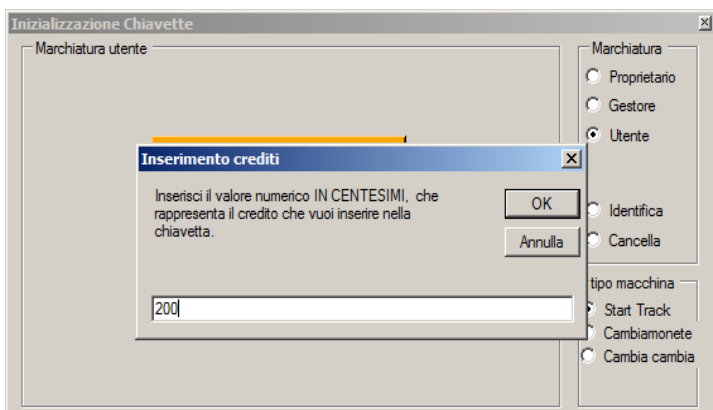 Inizializzazione Chiavette
Marchiatura utente
Marchiatura
Proprietario
Gestore
Utente
Identifica
Cancella
Inserimento crediti
Inserisci il valore numerico IN CENTESIMI, che
rappresenta il credito che vuoi inserire nella
chiavetta.
OK
Annulla
200
tipo macchina
Start Track
Cambiamonete
Cambia cambia